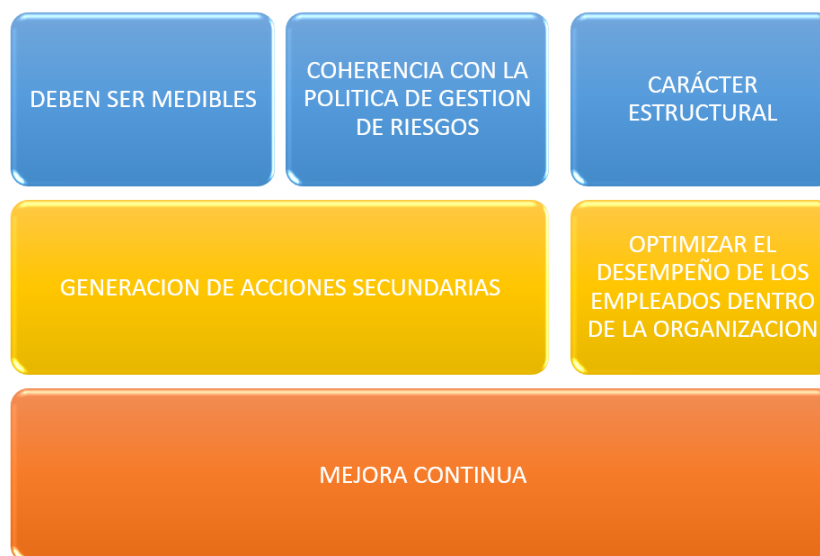 DEBEN SER MEDIBLES
COHERENCIA CON LA
POLITICA DE GESTION
DE RIESGOS
CARÁCTER
ESTRUCTURAL
GENERACION DE ACCIONES SECUNDARIAS
OPTIMIZAR EL
DESEMPEÑO DE LOS
EMPLEADOS DENTRO
DE LA ORGANIZACION
MEJORA CONTINUA